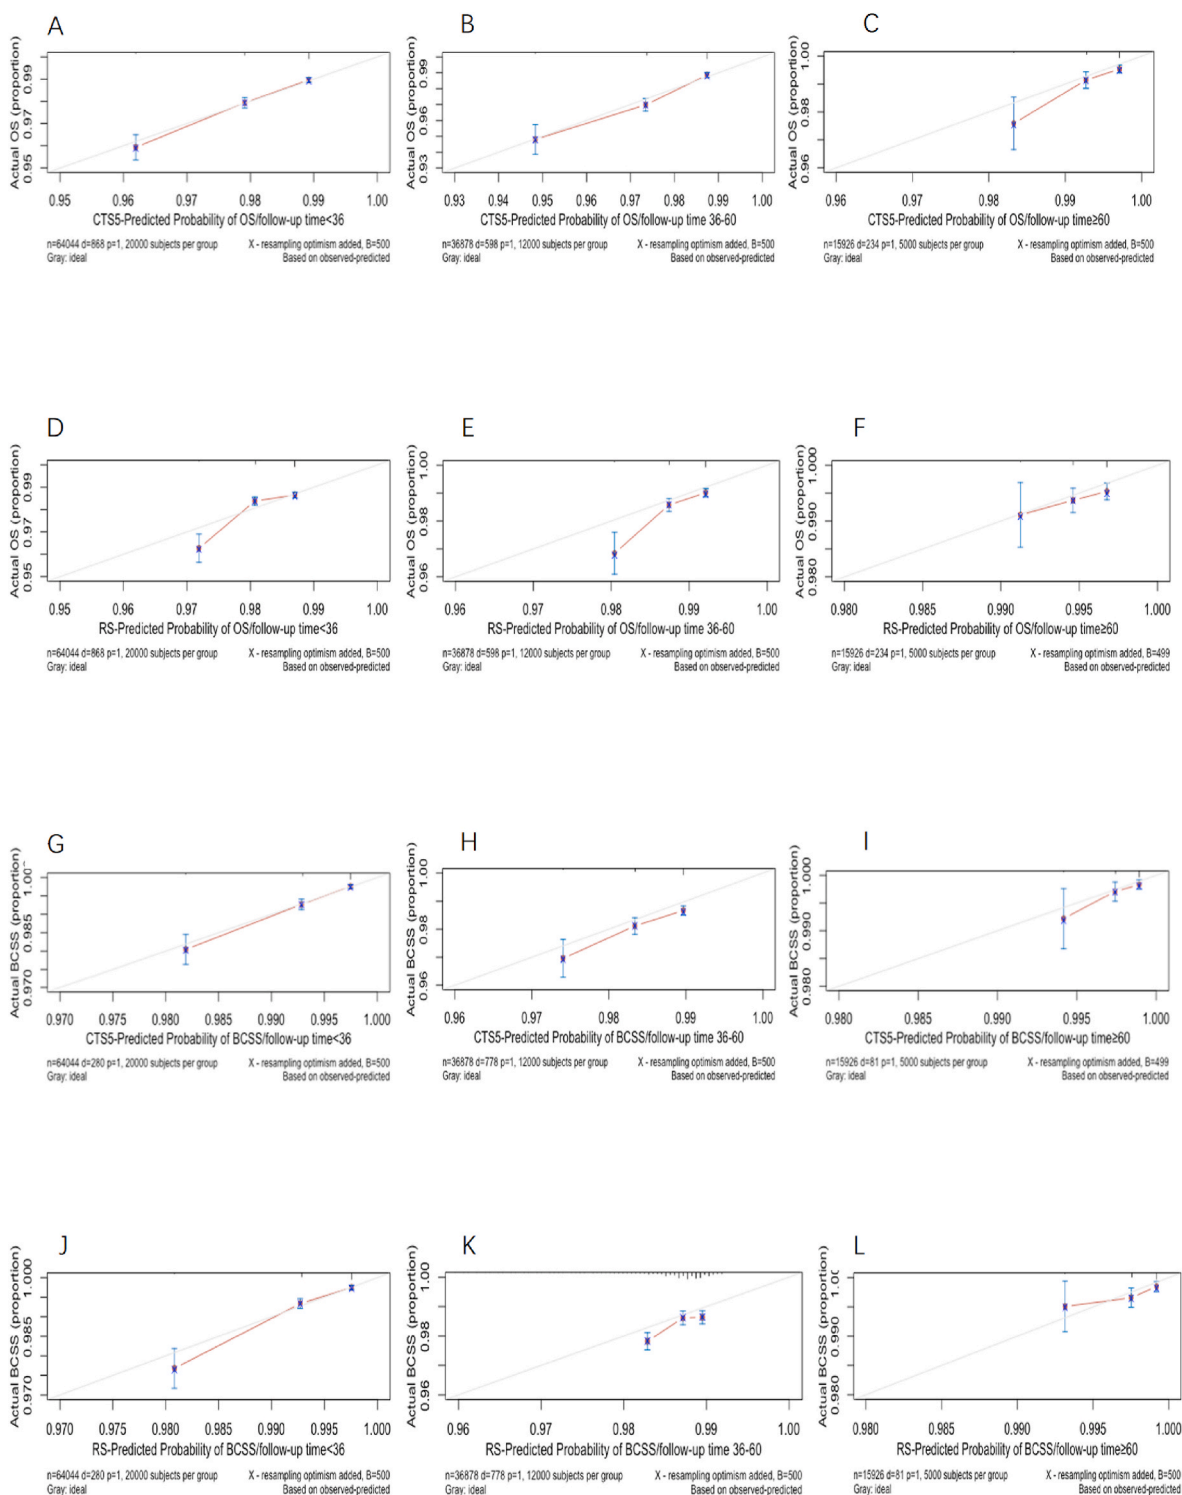 A
Actual OS (proportion)
0.95 0.97 0.99
0.95 0.96 0.97 0.98 0.99 1.00
CTS5-Predicted Probability of OS/follow-up time<36
n=64044 d=868 p=1, 20000 subjects per group X - resampling optimism added, B=500
Gray: ideal Based on observed-predicted
B
Actual OS (proportion)
0.93 0.96 0.99
0.93 0.94 0.95 0.96 0.97 0.98 0.99 1.00
CTS5-Predicted Probability of OS/follow-up time 36-60
n=36878 d=598 p=1, 12000 subjects per group X - resampling optimism added, B=500
Gray: ideal Based on observed-predicted
C
Actual OS (proportion)
0.96 0.98 1.00
0.96 0.97 0.98 0.99 1.00
CTS5-Predicted Probability of OS/follow-up time≥60
n=15926 d=234 p=1, 5000 subjects per group X - resampling optimism added, B=500
Gray: ideal Based on observed-predicted
D
Actual OS (proportion)
0.95 0.97 0.99
0.95 0.96 0.97 0.98 0.99 1.00
RS-Predicted Probability of OS/follow-up time<36
n=64044 d=868 p=1, 20000 subjects per group X - resampling optimism added, B=500
Gray: ideal Based on observed-predicted
E
Actual OS (proportion)
0.96 0.98 1.00
0.96 0.97 0.98 0.99 1.00
RS-Predicted Probability of OS/follow-up time 36-60
n=36878 d=598 p=1, 12000 subjects per group X - resampling optimism added, B=500
Gray: ideal Based on observed-predicted
F
Actual OS (proportion)
0.980 0.990 1.000
0.980 0.985 0.990 0.995 1.000
RS-Predicted Probability of OS/follow-up time≥60
n=15926 d=234 p=1, 5000 subjects per group X - resampling optimism added, B=499
Gray: ideal Based on observed-predicted
G
Actual BCSS (proportion)
0.970 0.985 1.000
0.970 0.975 0.980 0.985 0.990 0.995 1.000
CTS5-Predicted Probability of BCSS/follow-up time<36
n=64044 d=280 p=1, 20000 subjects per group X - resampling optimism added, B=500
Gray: ideal Based on observed-predicted
H
Actual BCSS (proportion)
0.96 0.98 1.00
0.96 0.97 0.98 0.99 1.00
CTS5-Predicted Probability of BCSS/follow-up time 36-60
n=36878 d=778 p=1, 12000 subjects per group X - resampling optimism added, B=500
Gray: ideal Based on observed-predicted
I
Actual BCSS (proportion)
0.980 0.990 1.000
0.980 0.985 0.990 0.995 1.000
CTS5-Predicted Probability of BCSS/follow-up time≥60
n=15926 d=81 p=1, 5000 subjects per group X - resampling optimism added, B=499
Gray: ideal Based on observed-predicted
J
Actual BCSS (proportion)
0.970 0.985 1.000
0.970 0.975 0.980 0.985 0.990 0.995 1.000
RS-Predicted Probability of BCSS/follow-up time<36
n=64044 d=280 p=1, 20000 subjects per group X - resampling optimism added, B=500
Gray: ideal Based on observed-predicted
K
Actual BCSS (proportion)
0.96 0.98 1.00
0.96 0.97 0.98 0.99 1.00
RS-Predicted Probability of BCSS/follow-up time 36-60
n=36878 d=778 p=1, 12000 subjects per group X - resampling optimism added, B=500
Gray: ideal Based on observed-predicted
L
Actual BCSS (proportion)
0.980 0.990
0.980 0.985 0.990 0.995 1.000
RS-Predicted Probability of BCSS/follow-up time≥60
n=15926 d=81 p=1, 5000 subjects per group X - resampling optimism added, B=500
Gray: ideal Based on observed-predicted